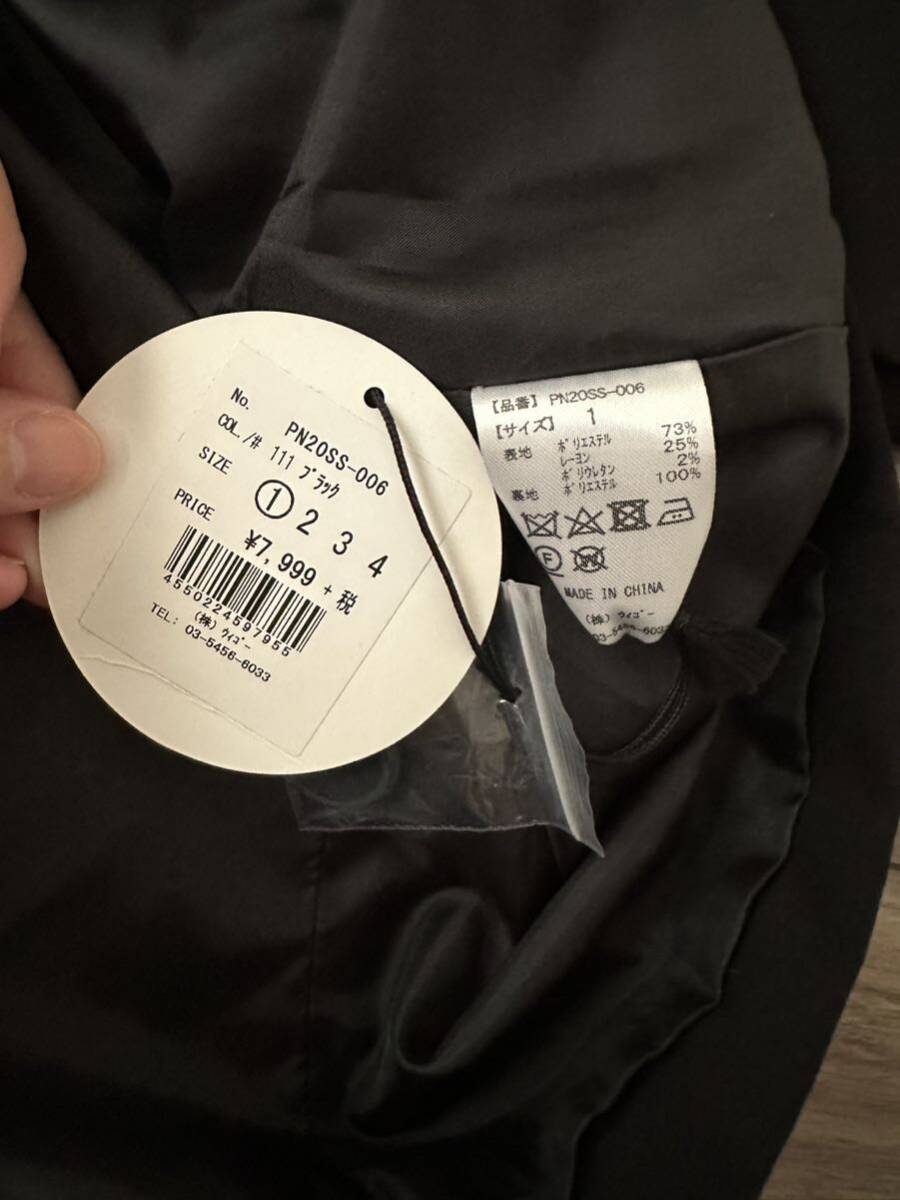 No. PN20SS-006
COL./# 111 ブラック
SIZE ① 2 3 4
PRICE ¥7,999 +税
4550224597955
(株) ウィゴー
TEL: 03-5456-6033
【品番】 PN20SS-006
【サイズ】 1
表地 ポリエステル 73%
レーヨン 25%
ポリウレタン 2%
裏地 ポリエステル 100%
F
W
MADE IN CHINA
(株) ウィゴー
03-5456-6033